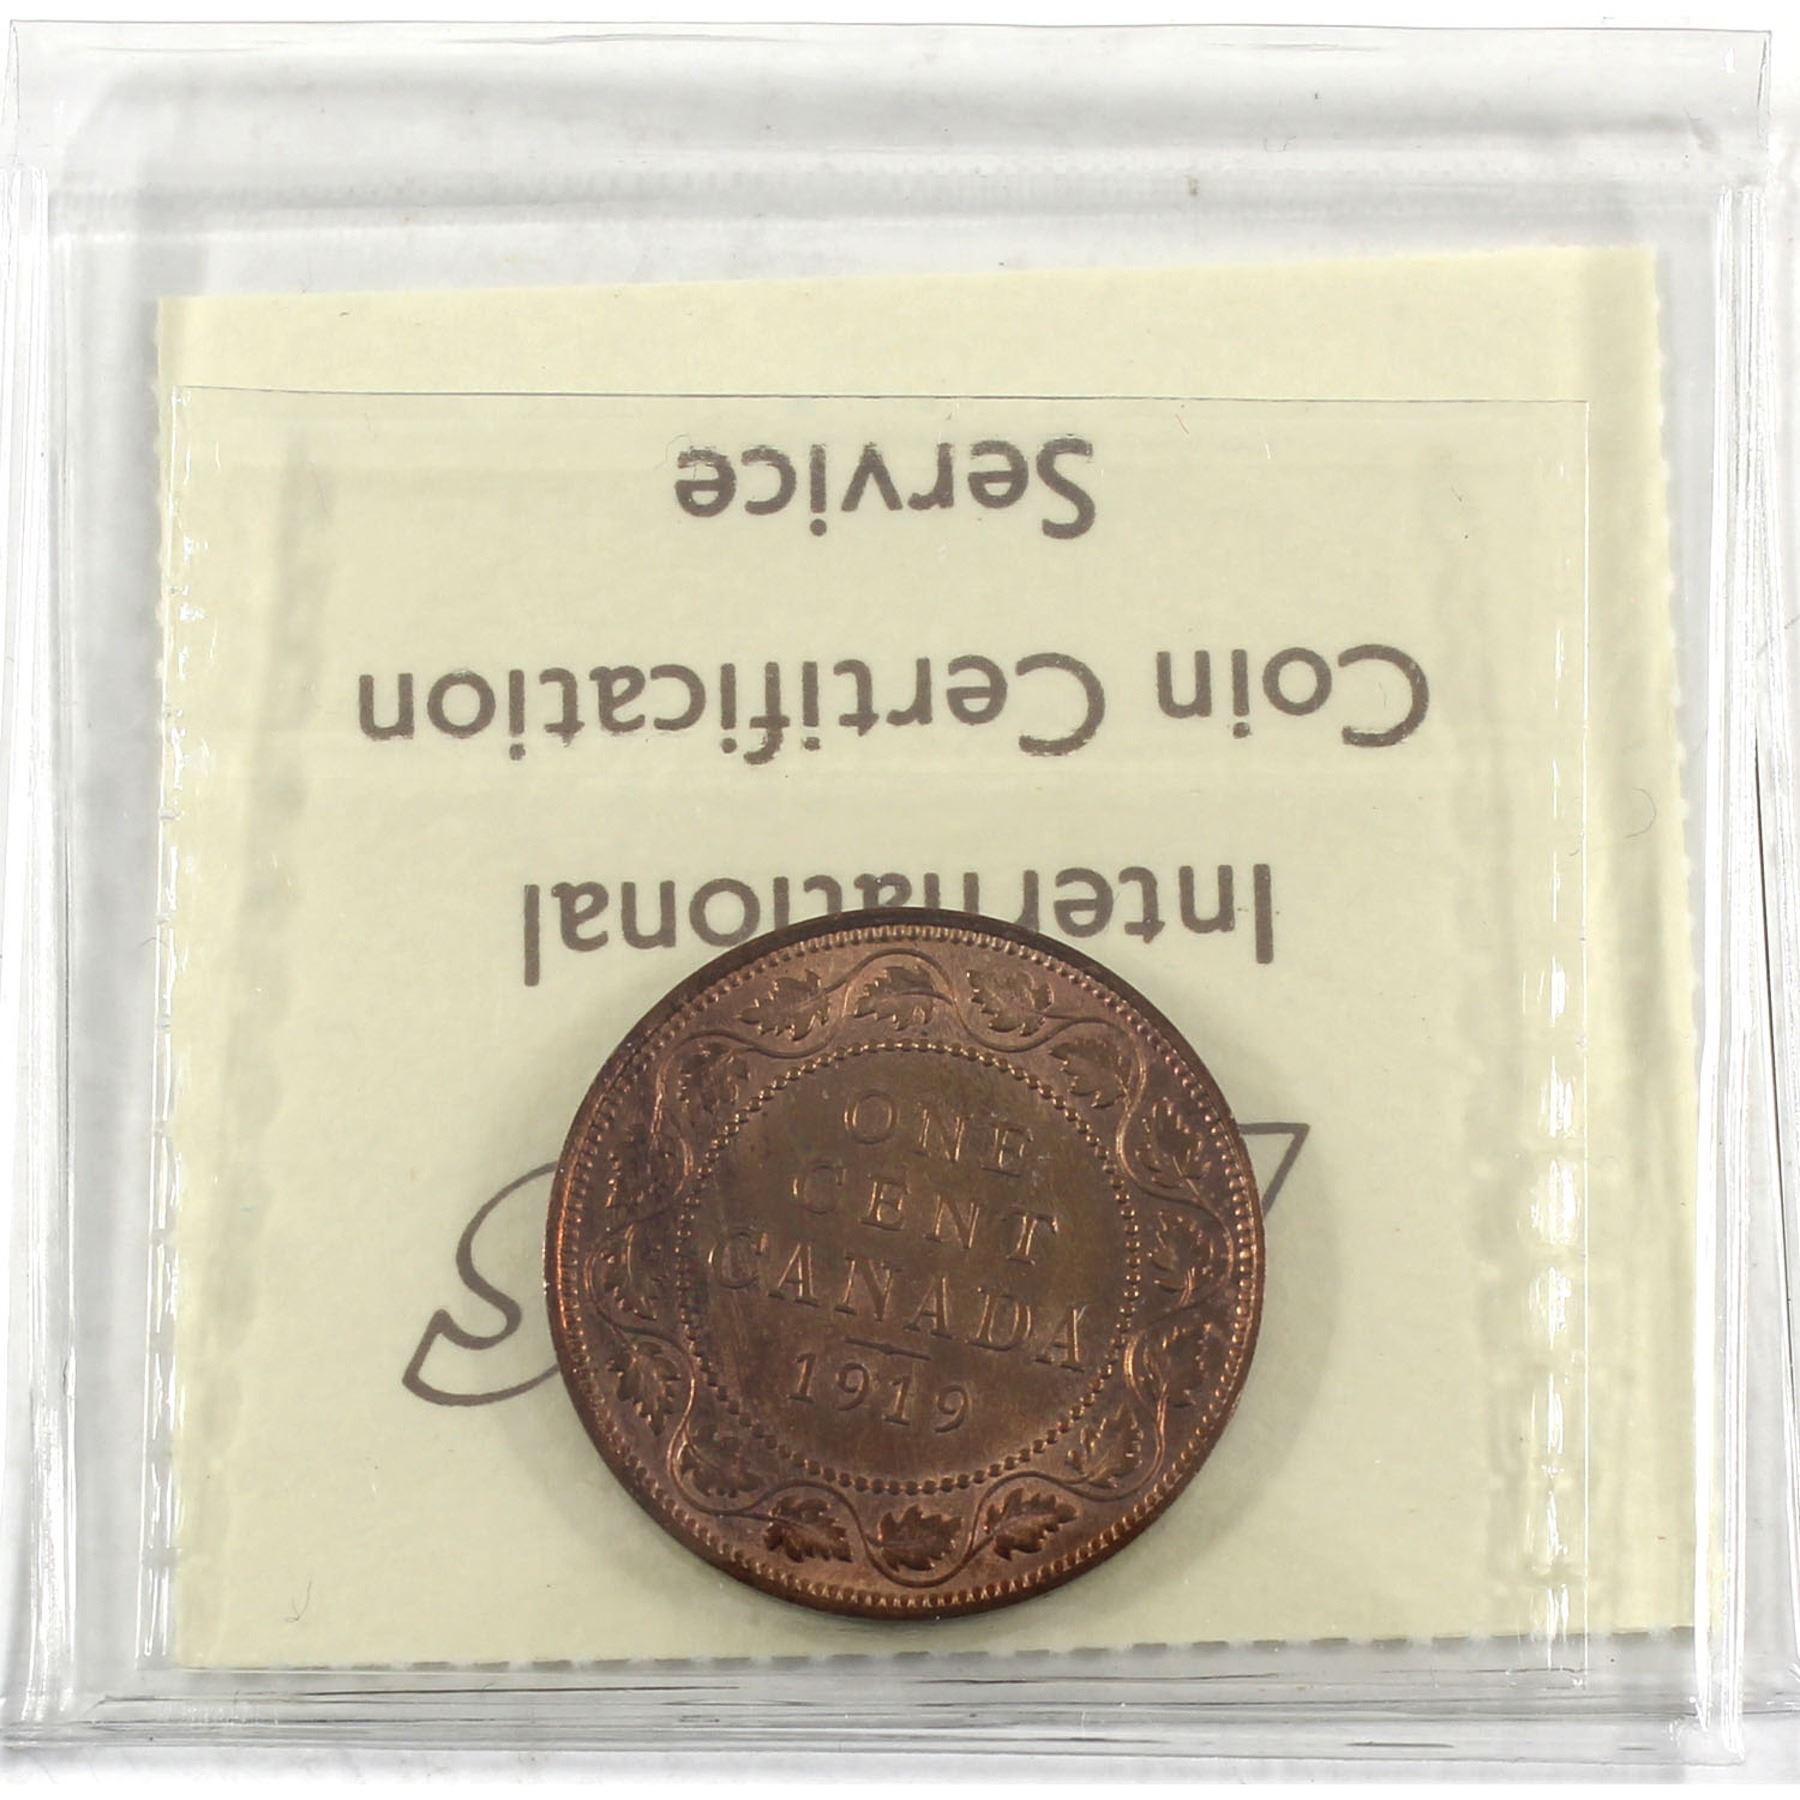 International
Coin Certification
Service
ONE
CENT
CANADA
1919